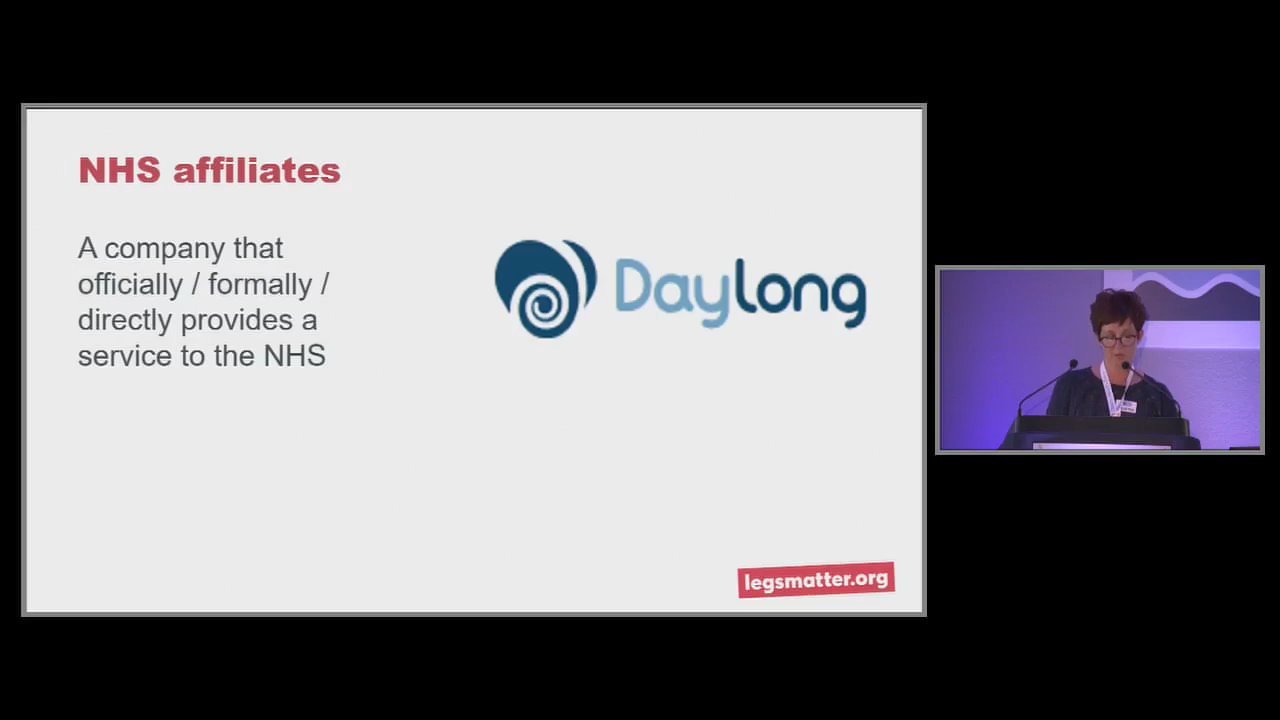 NHS affiliates
A company that
officially / formally /
directly provides a
service to the NHS
Daylong
legsmatter.org